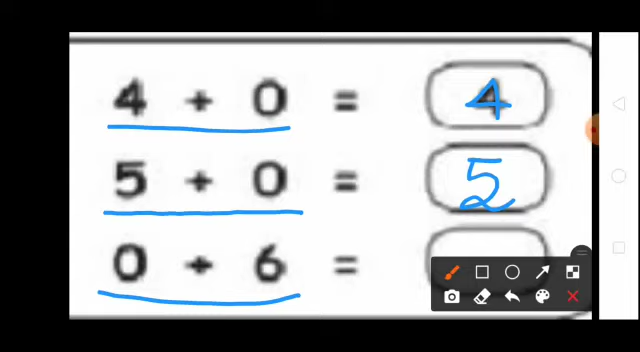 4 + 0 = 4
5 + 0 = 5
0 + 6 =